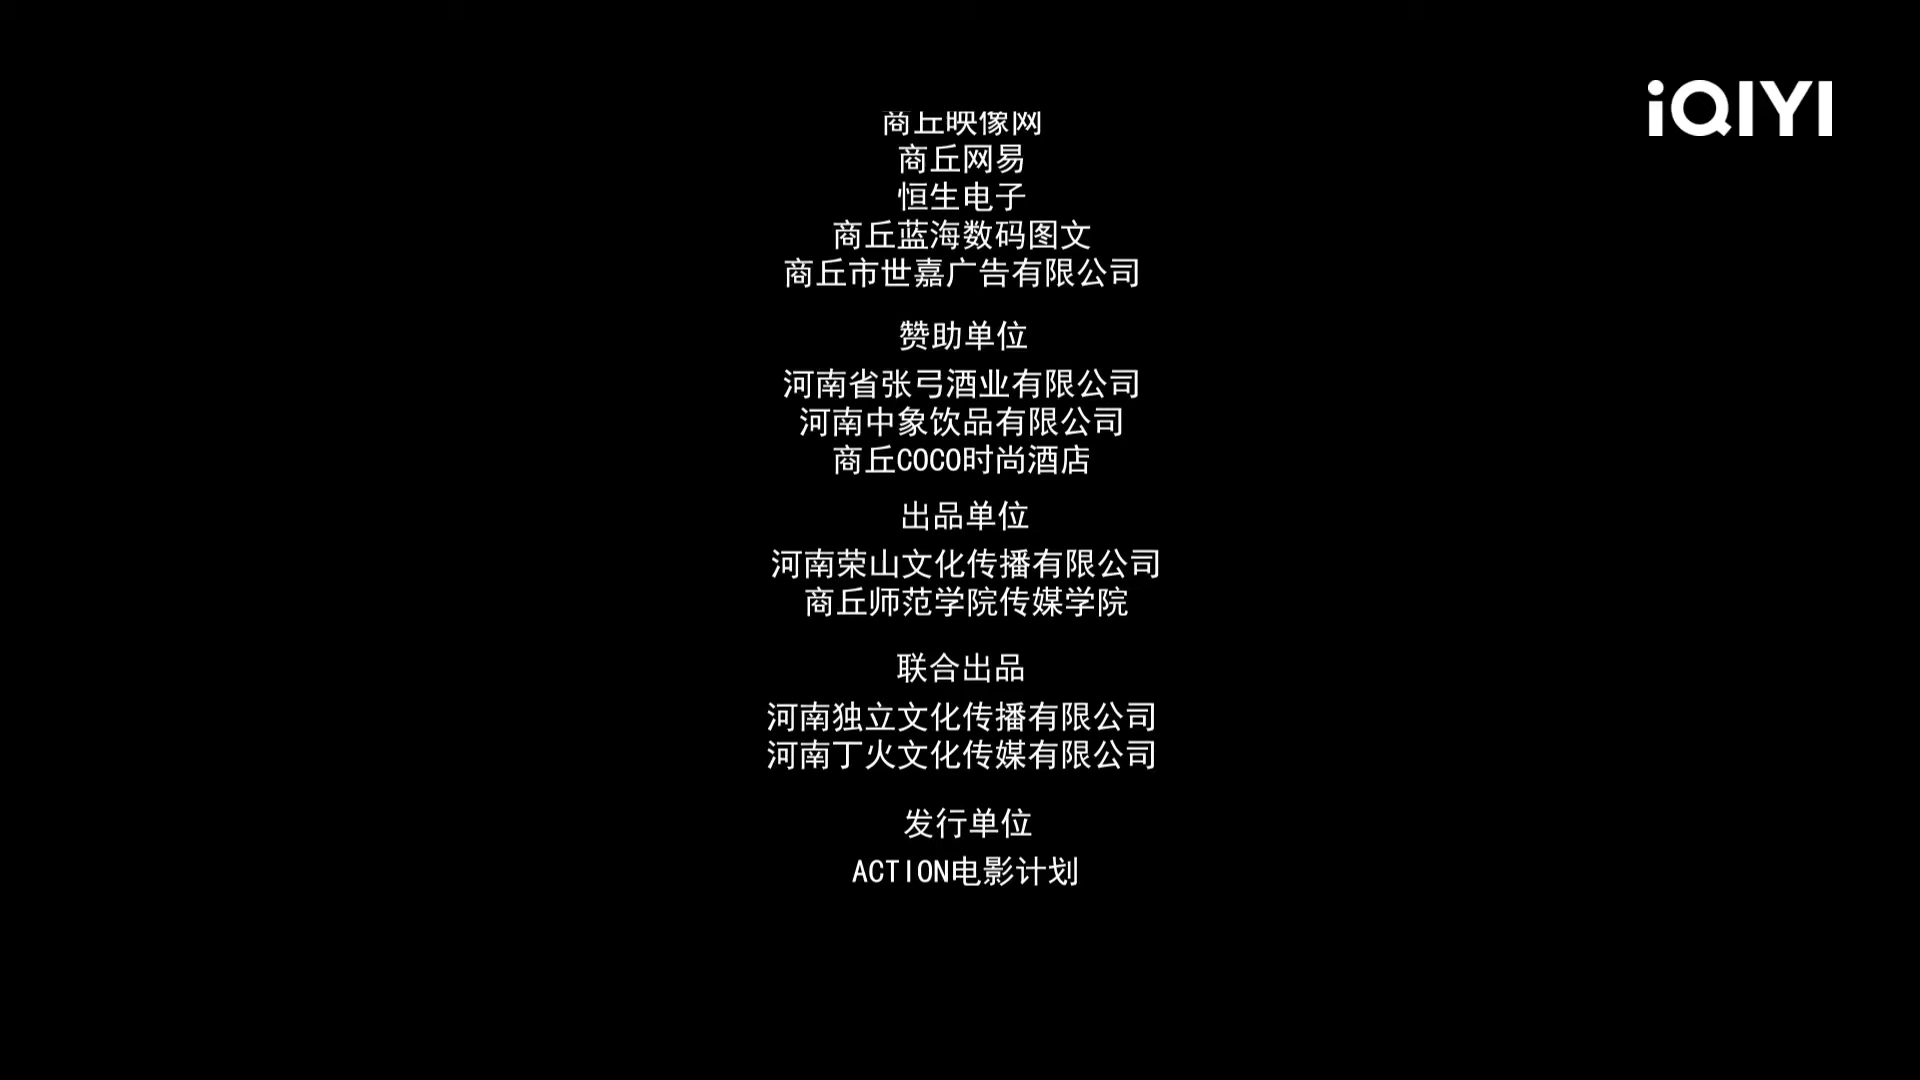 iQIYI
商丘映像网
商丘网易
恒生电子
商丘蓝海数码图文
商丘市世嘉广告有限公司
赞助单位
河南省张弓酒业有限公司
河南中象饮品有限公司
商丘COCO时尚酒店
出品单位
河南荣山文化传播有限公司
商丘师范学院传媒学院
联合出品
河南独立文化传播有限公司
河南丁火文化传媒有限公司
发行单位
ACTION电影计划